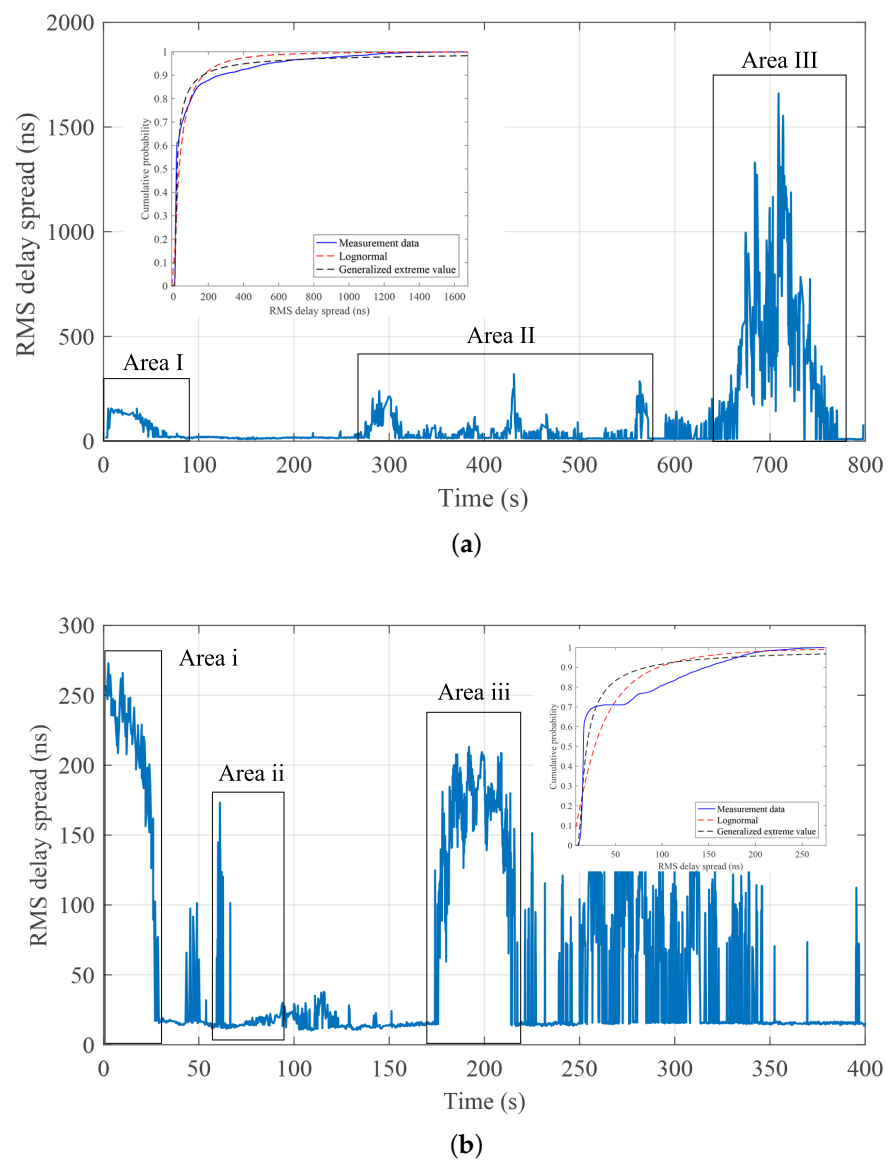 2000
1500
1000
500
0
RMS delay spread (ns)
1
0.9
0.8
0.7
0.6
0.5
0.4
0.3
0.2
0.1
0
Cumulative probability
Measurement data
Lognormal
Generalized extreme value
0 200 400 600 800 1000 1200 1400 1600
RMS delay spread (ns)
Area I
Area II
Area III
0 100 200 300 400 500 600 700 800
Time (s)
(a)
300
250
200
150
100
50
0
RMS delay spread (ns)
Area i
Area ii
Area iii
1
0.9
0.8
0.7
0.6
0.5
0.4
0.3
0.2
0.1
0
Cumulative probability
Measurement data
Lognormal
Generalized extreme value
50 100 150 200 250
RMS delay spread (ns)
0 50 100 150 200 250 300 350 400
Time (s)
(b)